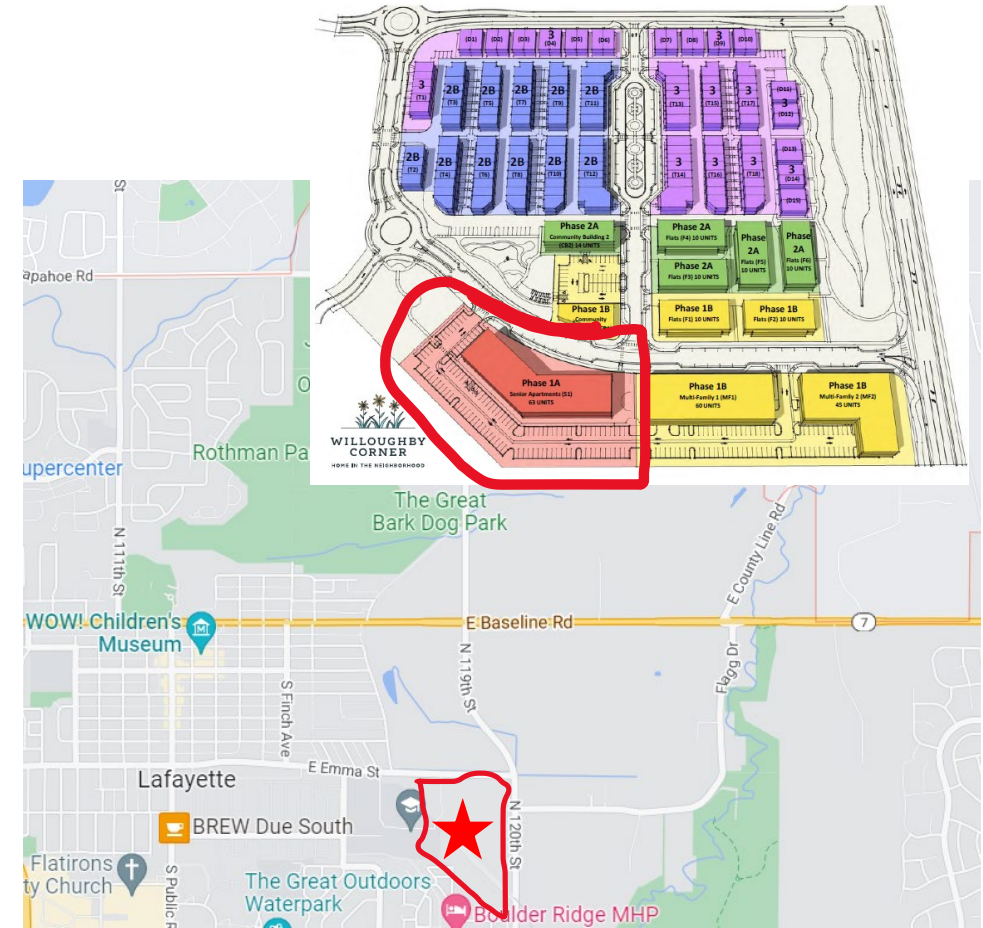 (D1) (D2) (D3) 3 (D4) (D5) (D6) (D7) (D8) 3 (D9) (D10)
3 (T1)
2B (T3)
2B (T5)
2B (T7)
2B (T9)
2B (T11)
3 (T13)
3 (T15)
3 (T17)
(D11)
3
(D12)
2B (T2)
2B (T4)
2B (T6)
2B (T8)
2B (T10)
2B (T12)
3 (T14)
3 (T16)
3 (T18)
(D13)
3
(D14)
(D15)
Phase 2A
Community Building 2
(CB2) 14 UNITS
Phase 2A
Flats (F4) 10 UNITS
Phase 2A
Flats (F3) 10 UNITS
Phase
2A
Flats (F5)
10 UNITS
Phase
2A
Flats (F6)
10 UNITS
Phase 1B
Community
Phase 1B
Flats (F1) 10 UNITS
Phase 1B
Flats (F2) 10 UNITS
Phase 1A
Senior Apartments (S1)
63 UNITS
Phase 1B
Multi-Family 1 (MF1)
60 UNITS
Phase 1B
Multi-Family 2 (MF2)
45 UNITS
WILLOUGHBY
CORNER
HOME IN THE NEIGHBORHOOD
St
apahoe Rd
O
Rothman Pa
upercenter
The Great
Bark Dog Park
N 111th St
E County Line Rd
WOW! Children's
Museum
E Baseline Rd
7
N 119th St
Flagg Dr
S Finch Ave
E Emma St
Lafayette
BREW Due South
N 120th St
Flatirons
ty Church
S Public R
The Great Outdoors
Waterpark
Boulder Ridge MHP